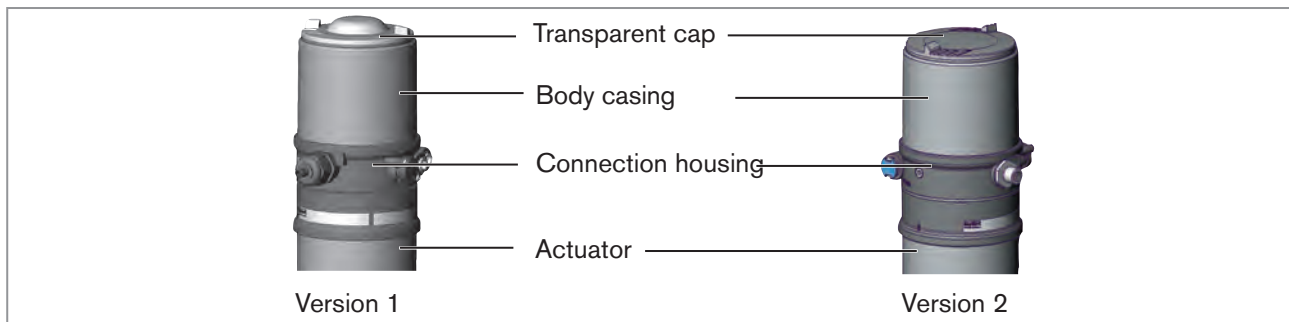 Transparent cap
Body casing
Connection housing
Actuator
Version 1
Version 2